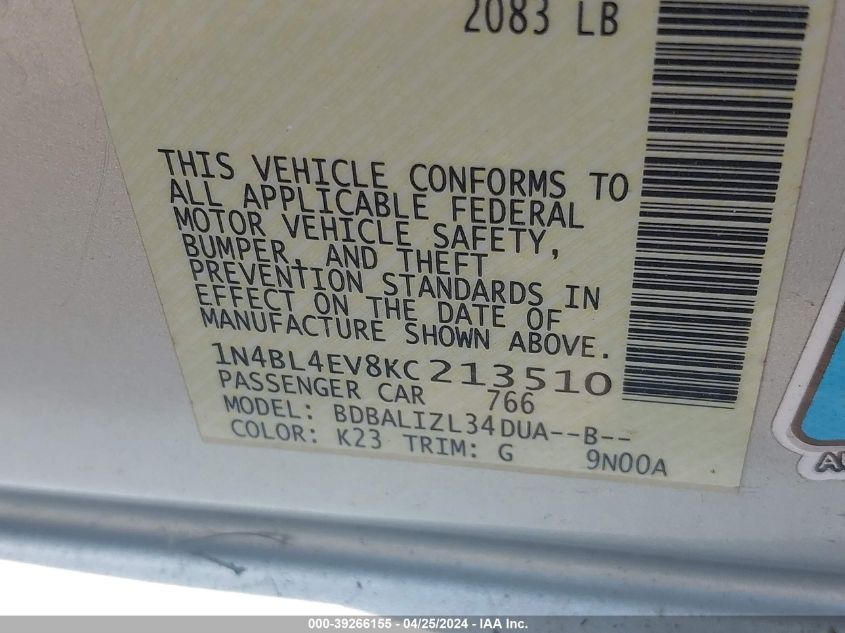 2083 LB
THIS VEHICLE CONFORMS TO
ALL APPLICABLE FEDERAL
MOTOR VEHICLE SAFETY,
BUMPER, AND THEFT
PREVENTION STANDARDS IN
EFFECT ON THE DATE OF
MANUFACTURE SHOWN ABOVE.
1N4BL4EV8KC213510
PASSENGER CAR 766
MODEL: BDBALIZL34DUA--B--
COLOR: K23 TRIM: G 9N00A
000-39266155 - 04/25/2024 - IAA Inc.